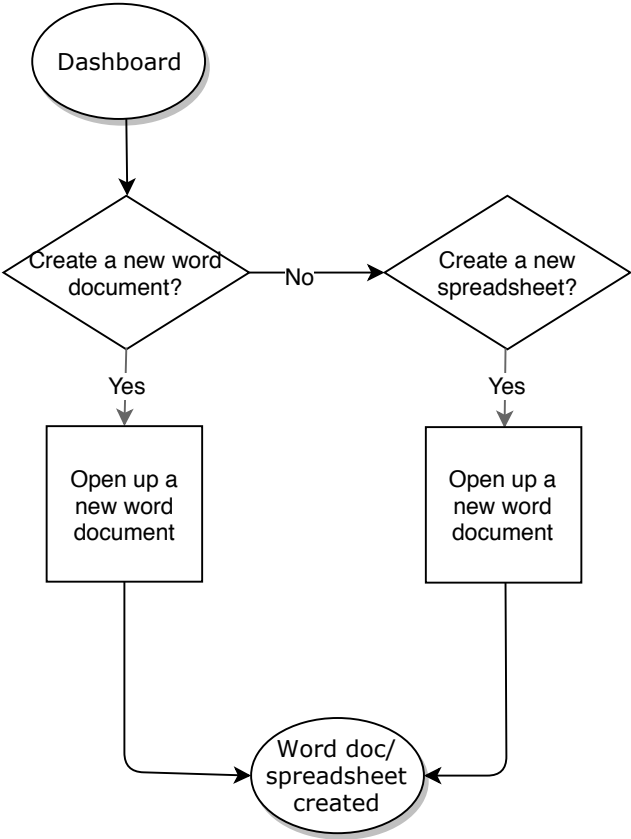 Dashboard
Create a new word
document?
No
Create a new
spreadsheet?
Yes
Yes
Open up a
new word
document
Open up a
new word
document
Word doc/
spreadsheet
created